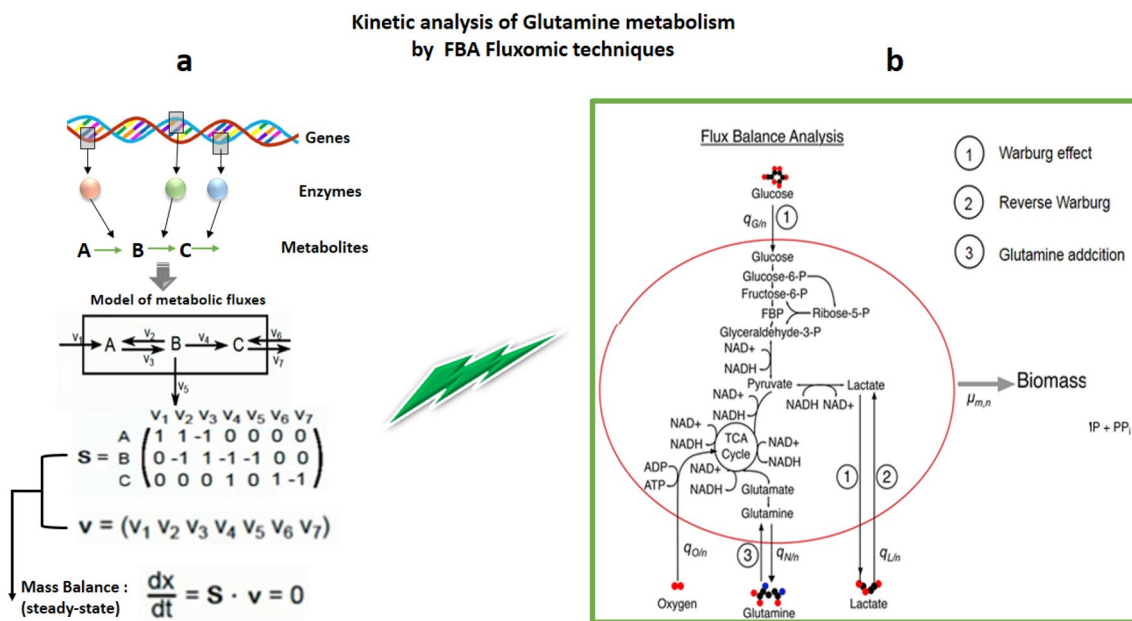 Kinetic analysis of Glutamine metabolism
by FBA Fluxomic techniques
a
Genes
Enzymes
A B C
Metabolites
Model of metabolic fluxes
v1 A v2 v3 B v4 C v6 v7
v5
V1 V2 V3 V4 V5 V6 V7
A 1 1 -1 0 0 0 0
S = B 0 -1 1 -1 -1 0 0
C 0 0 0 1 0 1 -1
v = (V1 V2 V3 V4 V5 V6 V7)
Mass Balance :
(steady-state)
dx/dt = S · v = 0
b
Flux Balance Analysis
1 Warburg effect
2 Reverse Warburg
3 Glutamine addcition
Glucose
qG/n 1
Glucose
Glucose-6-P
Fructose-6-P
FBP Ribose-5-P
Glyceraldehyde-3-P
NAD+
NADH
Pyruvate Lactate
NAD+ NADH NAD+
NADH
NAD+ TCA NAD+
NADH Cycle NADH
ADP NAD+
ATP NADH
Glutamate
Glutamine
1 2
qO/n 3 qN/n qL/n
Oxygen Glutamine Lactate
Biomass
μm,n
IP + PPi